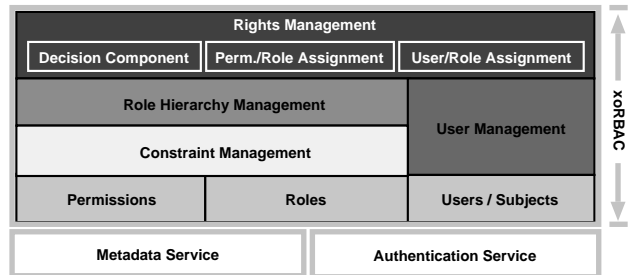 Rights Management
Decision Component
Perm./Role Assignment
User/Role Assignment
Role Hierarchy Management
User Management
Constraint Management
Permissions
Roles
Users / Subjects
xoRBAC
Metadata Service
Authentication Service